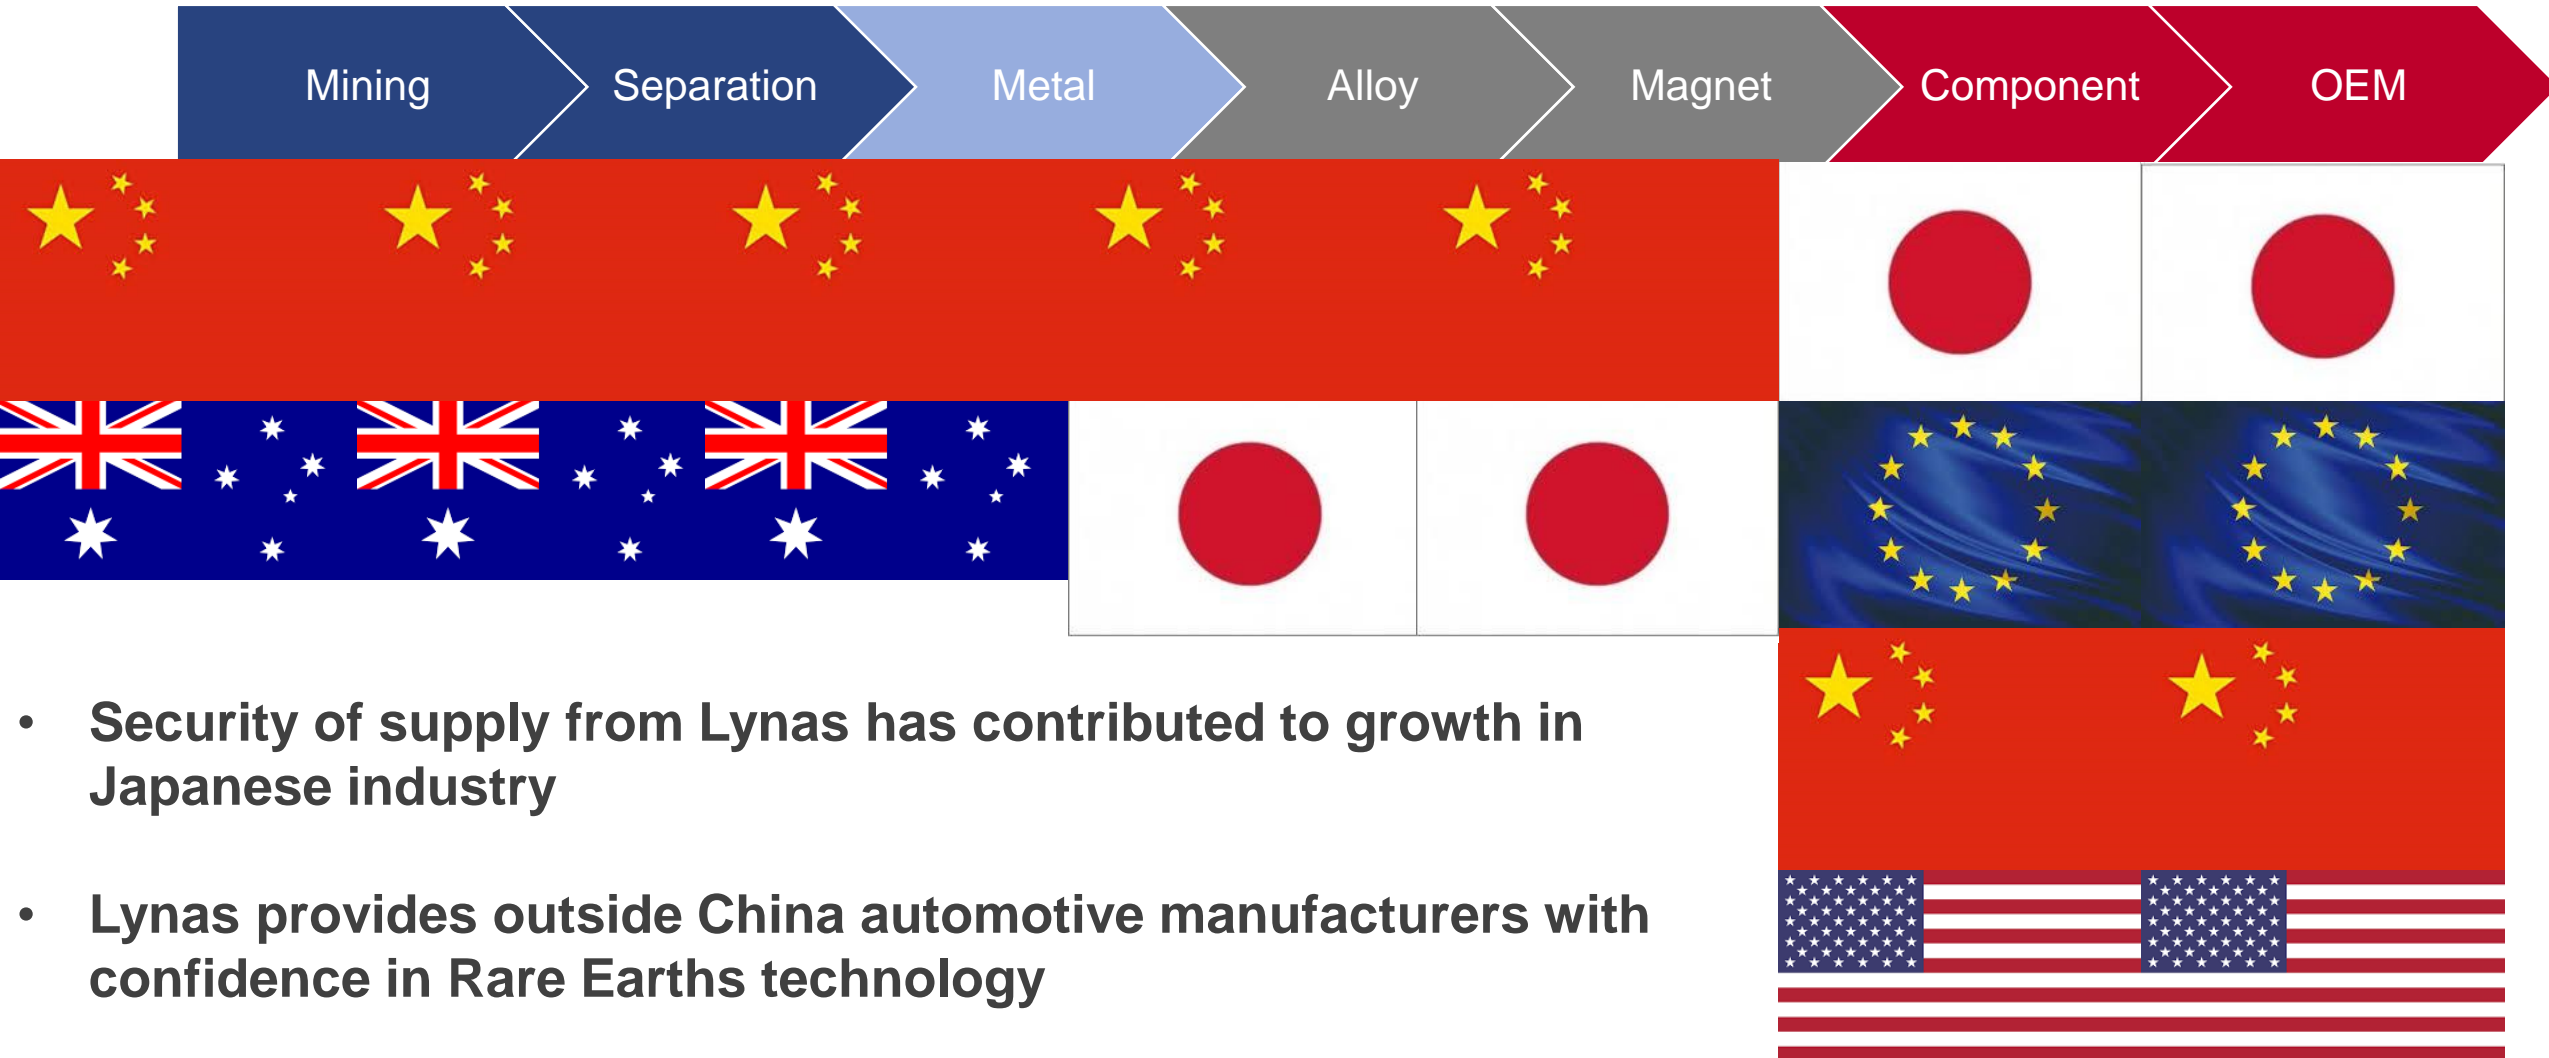 Mining
Separation
Metal
Alloy
Magnet
Component
OEM
• Security of supply from Lynas has contributed to growth in
Japanese industry
• Lynas provides outside China automotive manufacturers with
confidence in Rare Earths technology